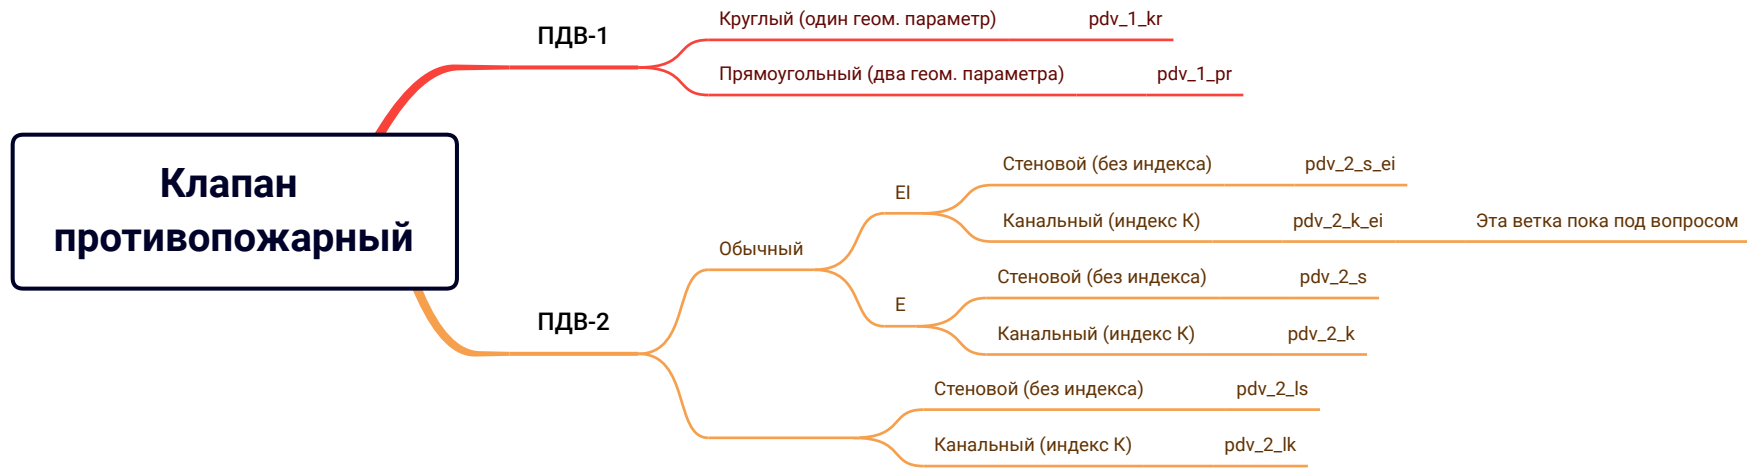 Клапан
противопожарный
ПДВ-1
Круглый (один геом. параметр) pdv_1_kr
Прямоугольный (два геом. параметра) pdv_1_pr
ПДВ-2
Обычный
EI
Стеновой (без индекса) pdv_2_s_ei
Канальный (индекс К) pdv_2_k_ei Эта ветка пока под вопросом
E
Стеновой (без индекса) pdv_2_s
Канальный (индекс К) pdv_2_k
Стеновой (без индекса) pdv_2_ls
Канальный (индекс К) pdv_2_lk